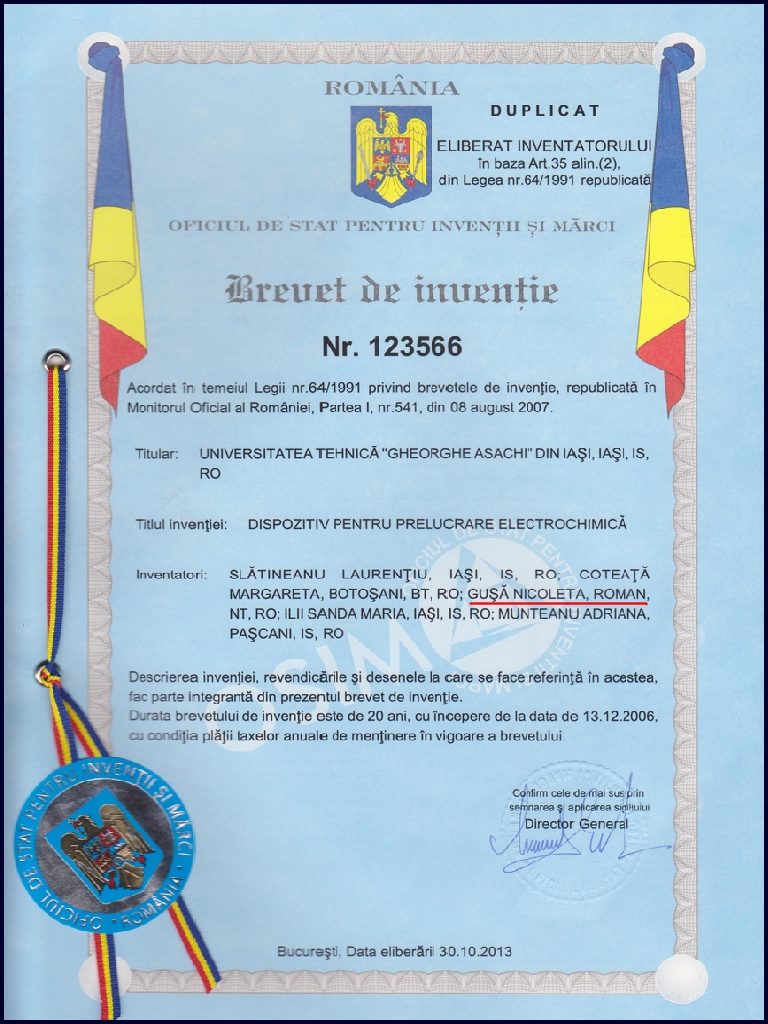 ROMÂNIA
DUPLICAT
ELIBERAT INVENTATORULUI
în baza Art.35 alin.(2),
din Legea nr.64/1991 republicată
OFICIUL DE STAT PENTRU INVENŢII ŞI MĂRCI
Brevet de invenţie
Nr. 123566
Acordat în temeiul Legii nr.64/1991 privind brevetele de invenţie, republicată în
Monitorul Oficial al României, Partea I, nr.541, din 08 august 2007.
Titular: UNIVERSITATEA TEHNICĂ "GHEORGHE ASACHI" DIN IAŞI, IAŞI, IS,
RO
Titlul invenţiei: DISPOZITIV PENTRU PRELUCRARE ELECTROCHIMICĂ
Inventatori: SLĂTINEANU LAURENŢIU, IAŞI, IS, RO; COTEAŢĂ
MARGARETA, BOTOŞANI, BT, RO; GUŞĂ NICOLETA, ROMAN,
NT, RO; ILII SANDA MARIA, IAŞI, IS, RO; MUNTEANU ADRIANA,
PAŞCANI, IS, RO
OSIM
Descrierea invenţiei, revendicările şi desenele la care se face referinţă în acestea,
fac parte integrantă din prezentul brevet de invenţie.
Durata brevetului de invenţie este de 20 ani, cu începere de la data de 13.12.2006,
cu condiţia plăţii taxelor anuale de menţinere în vigoare a brevetului.
Confirm cele de mai sus prin
semnarea şi aplicarea sigiliului
Director General
OFICIUL DE STAT PENTRU INVENŢII ŞI MĂRCI
ROMÂNIA
Bucureşti, Data eliberării 30.10.2013